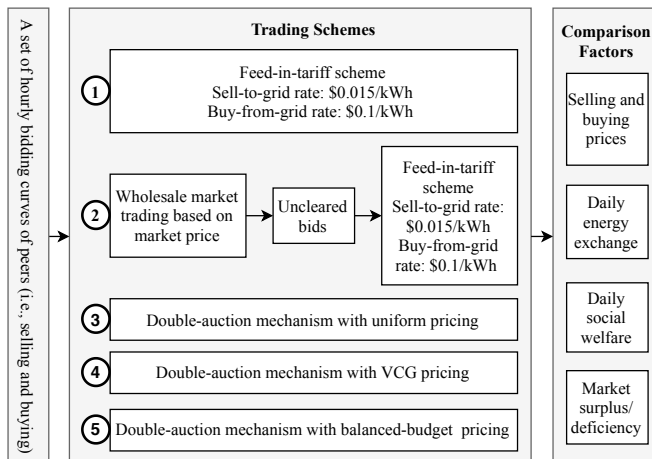 A set of hourly bidding curves of peers (i.e., selling and buying)
Trading Schemes
1
Feed-in-tariff scheme
Sell-to-grid rate: $0.015/kWh
Buy-from-grid rate: $0.1/kWh
2
Wholesale market
trading based on
market price
Uncleared
bids
Feed-in-tariff
scheme
Sell-to-grid rate:
$0.015/kWh
Buy-from-grid
rate: $0.1/kWh
3
Double-auction mechanism with uniform pricing
4
Double-auction mechanism with VCG pricing
5
Double-auction mechanism with balanced-budget pricing
Comparison
Factors
Selling and
buying
prices
Daily
energy
exchange
Daily
social
welfare
Market
surplus/
deficiency